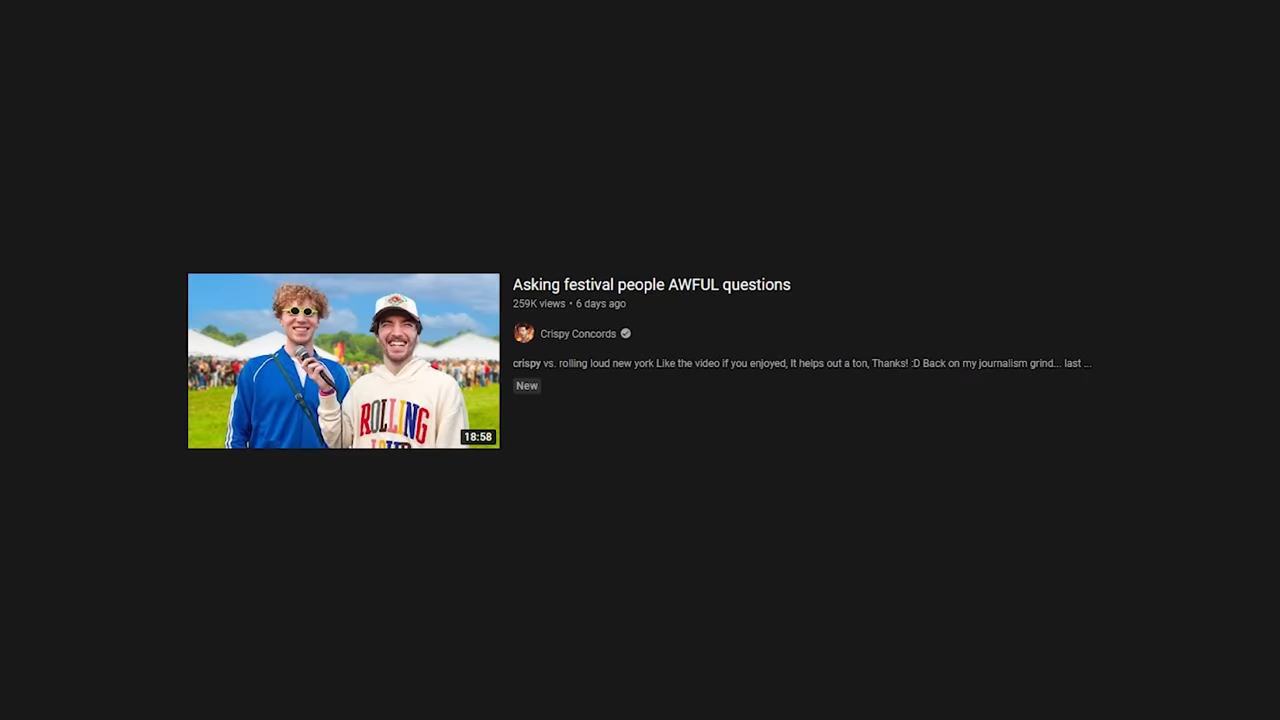 Asking festival people AWFUL questions
259K views • 6 days ago
Crispy Concords
crispy vs. rolling loud new york Like the video if you enjoyed, It helps out a ton, Thanks! :D Back on my journalism grind... last ...
New
ROLLING
LOUD
18:58